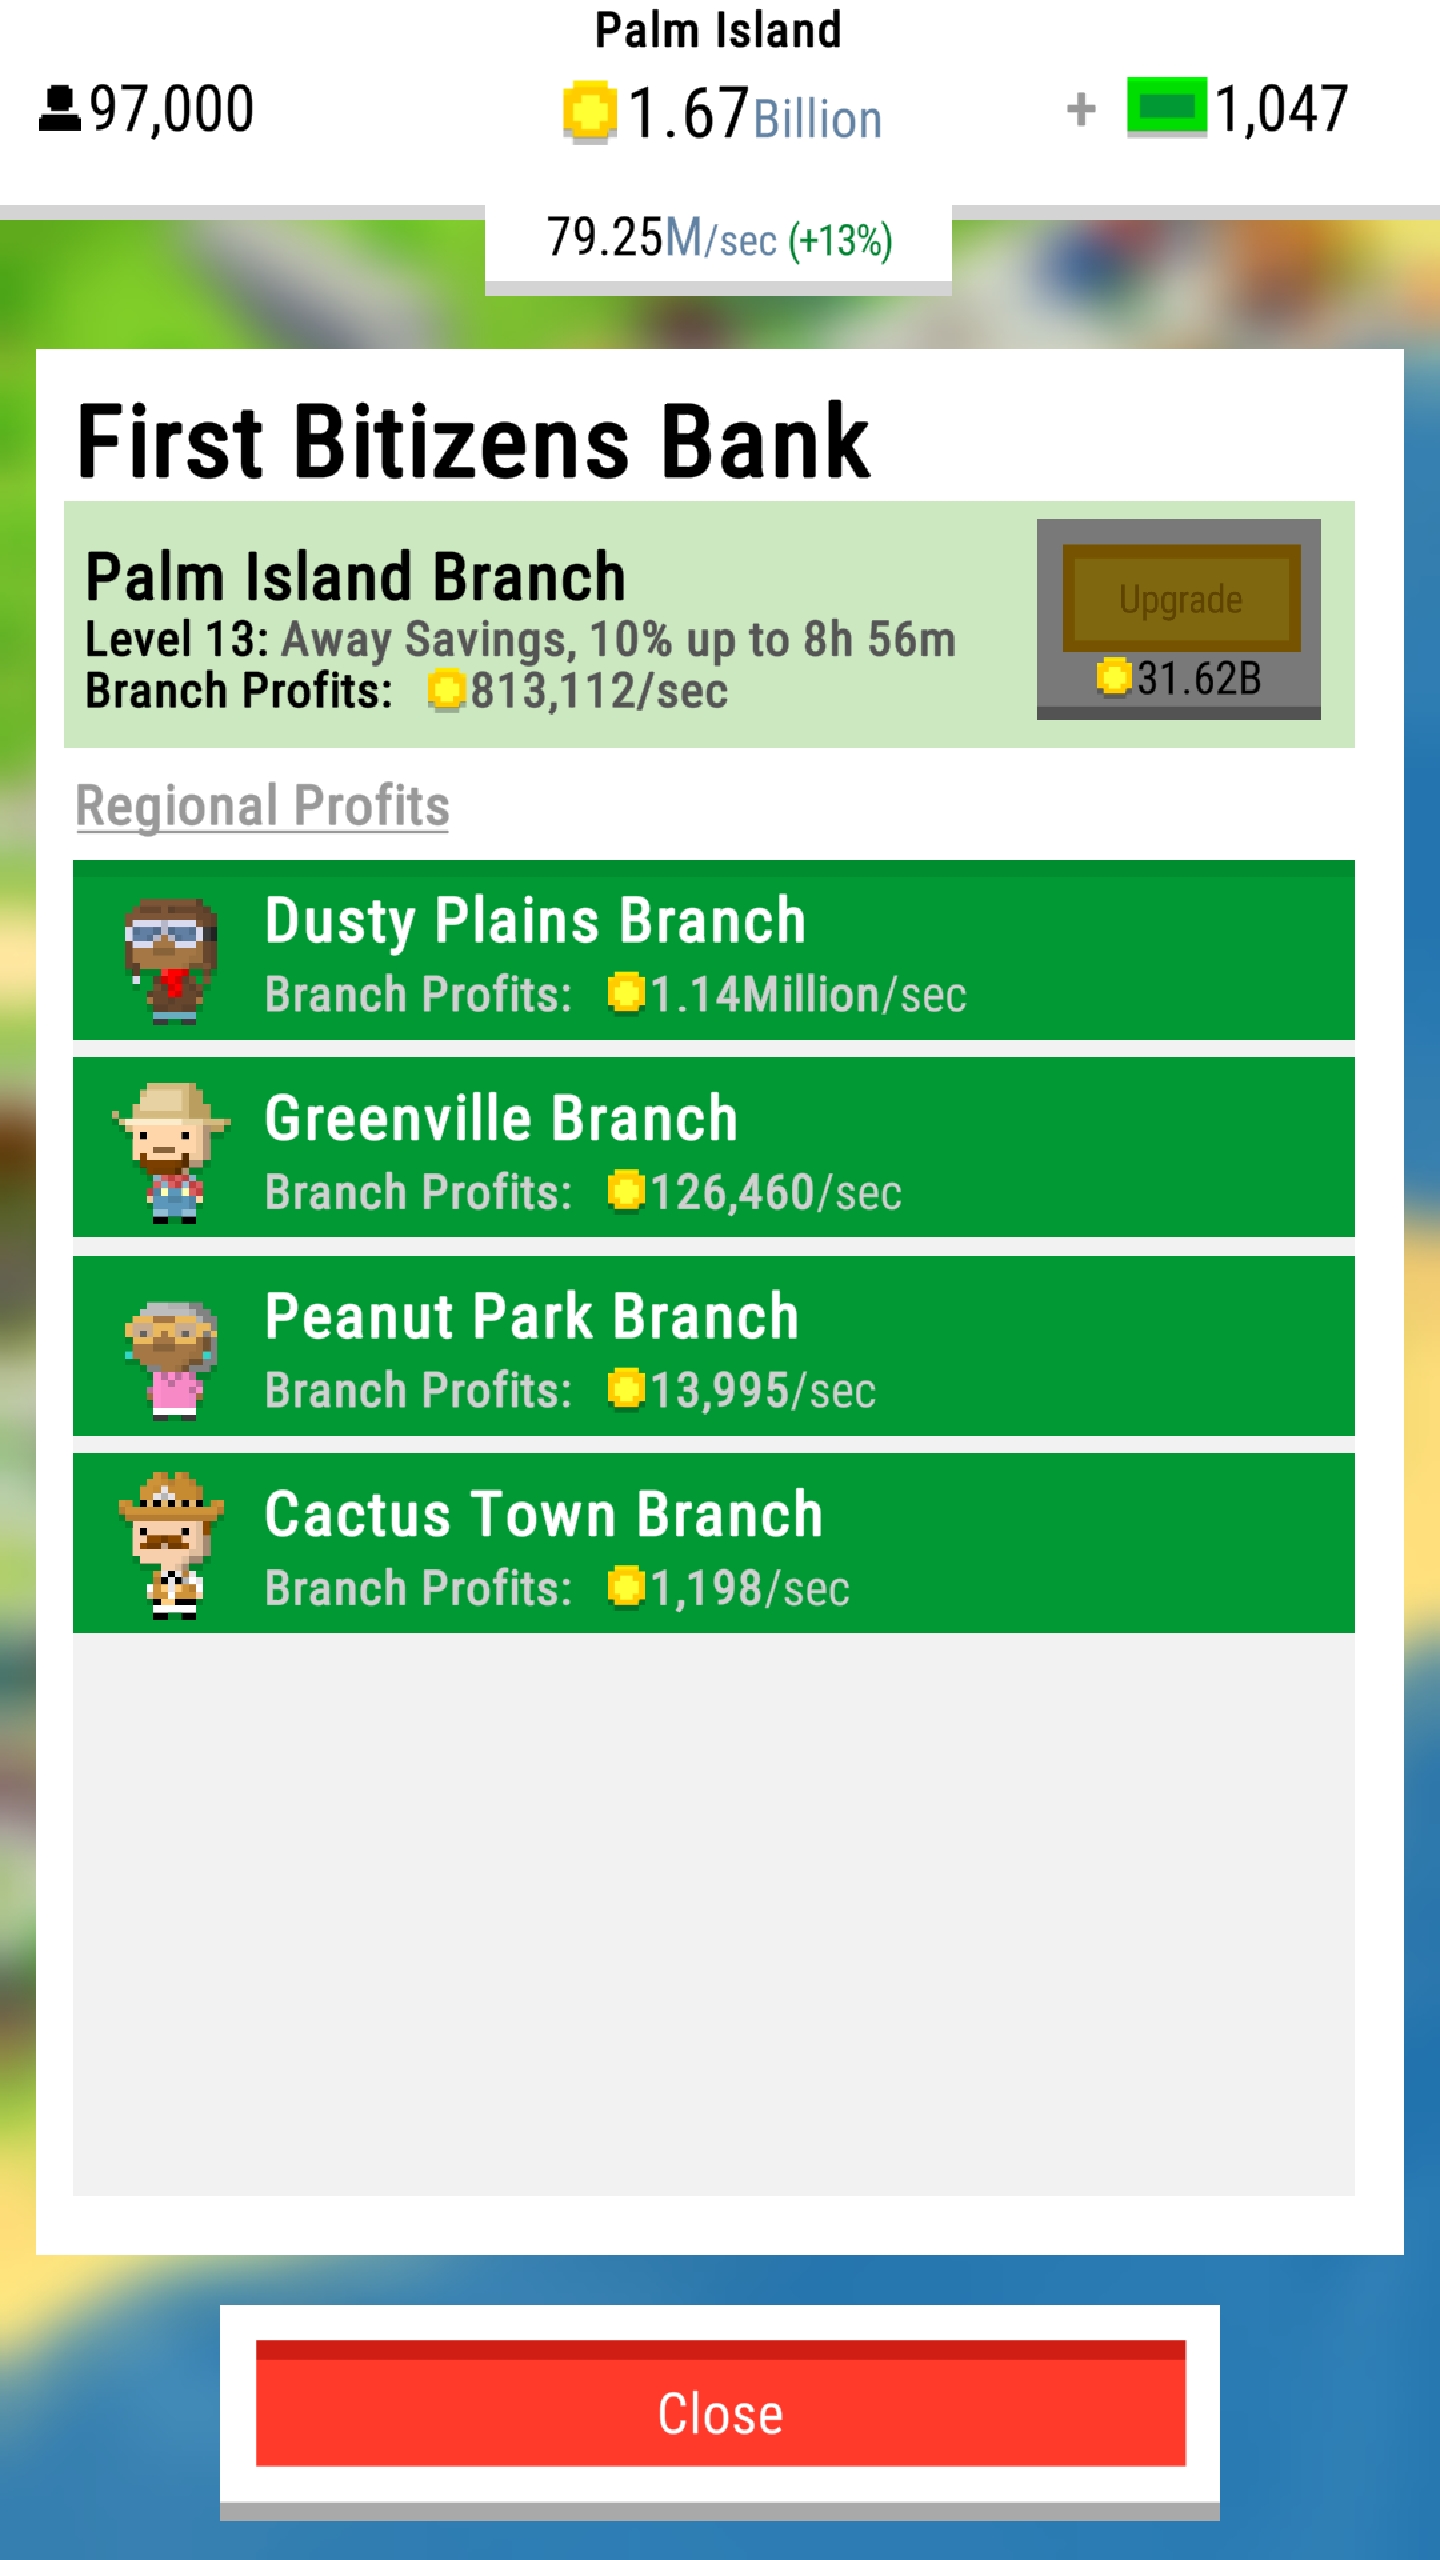 Palm Island
97,000
1.67Billion
+ 1,047
79.25M/sec (+13%)
First Bitizens Bank
Palm Island Branch
Level 13: Away Savings, 10% up to 8h 56m
Branch Profits: 813,112/sec
Upgrade
31.62B
Regional Profits
Dusty Plains Branch
Branch Profits: 1.14Million/sec
Greenville Branch
Branch Profits: 126,460/sec
Peanut Park Branch
Branch Profits: 13,995/sec
Cactus Town Branch
Branch Profits: 1,198/sec
Close